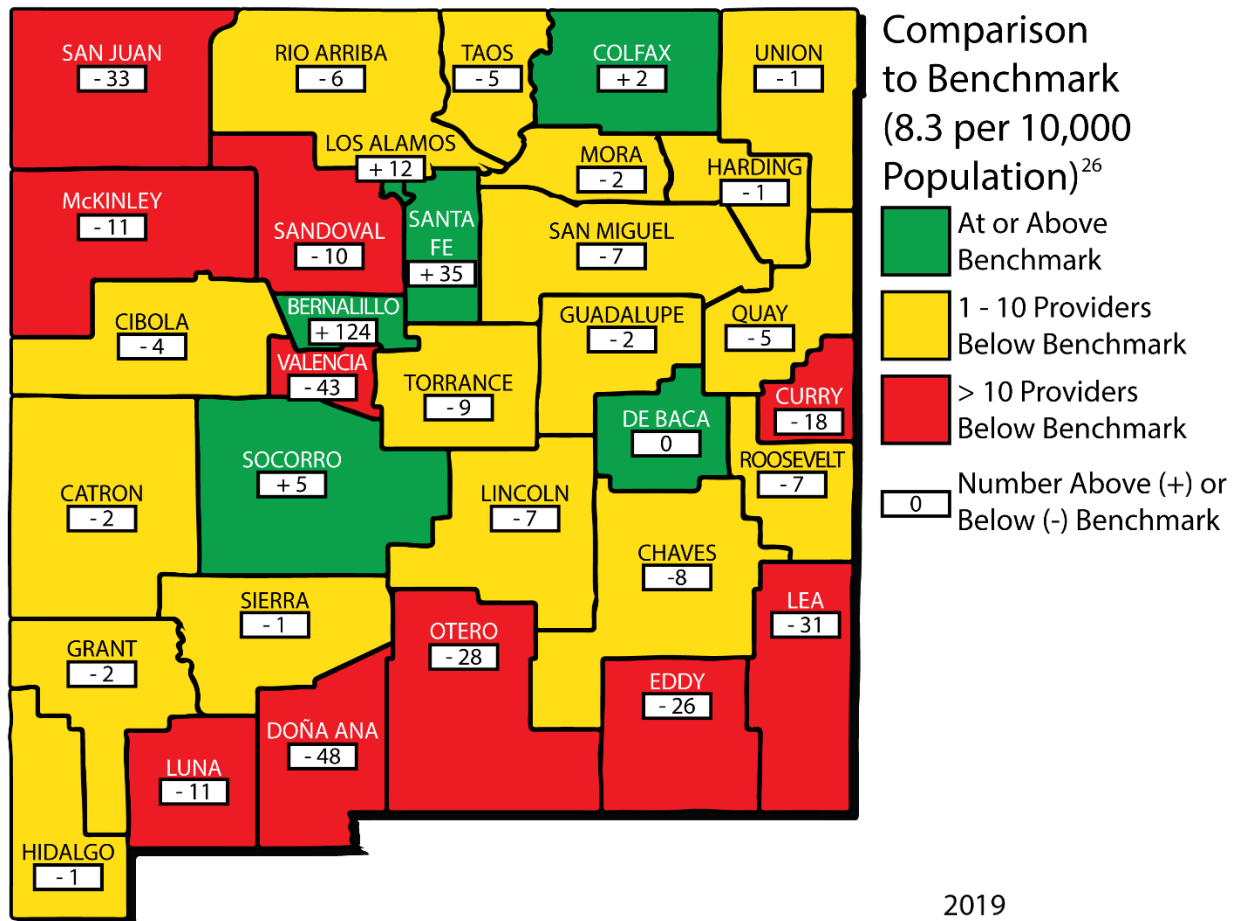 SAN JUAN
- 33
RIO ARRIBA
- 6
TAOS
- 5
COLFAX
+ 2
UNION
- 1
LOS ALAMOS
+ 12
MORA
- 2
HARDING
- 1
McKINLEY
- 11
SANDOVAL
- 10
SANTA
FE
+ 35
SAN MIGUEL
- 7
CIBOLA
- 4
BERNALILLO
+ 124
VALENCIA
- 43
TORRANCE
- 9
GUADALUPE
- 2
QUAY
- 5
CURRY
- 18
DE BACA
0
ROOSEVELT
- 7
SOCORRO
+ 5
CATRON
- 2
LINCOLN
- 7
CHAVES
-8
SIERRA
- 1
LEA
- 31
OTERO
- 28
GRANT
- 2
EDDY
- 26
DOÑA ANA
- 48
LUNA
- 11
HIDALGO
- 1
Comparison
to Benchmark
(8.3 per 10,000
Population)26
At or Above
Benchmark
1 - 10 Providers
Below Benchmark
> 10 Providers
Below Benchmark
0
Number Above (+) or
Below (-) Benchmark
2019